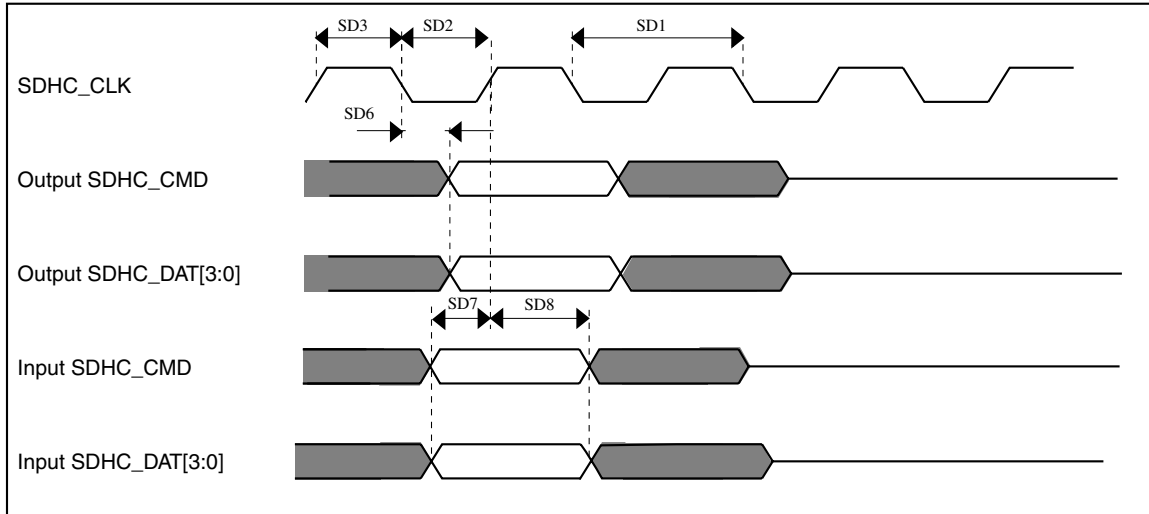 SD3 SD2 SD1
SDHC_CLK
SD6
Output SDHC_CMD
Output SDHC_DAT[3:0]
SD7 SD8
Input SDHC_CMD
Input SDHC_DAT[3:0]